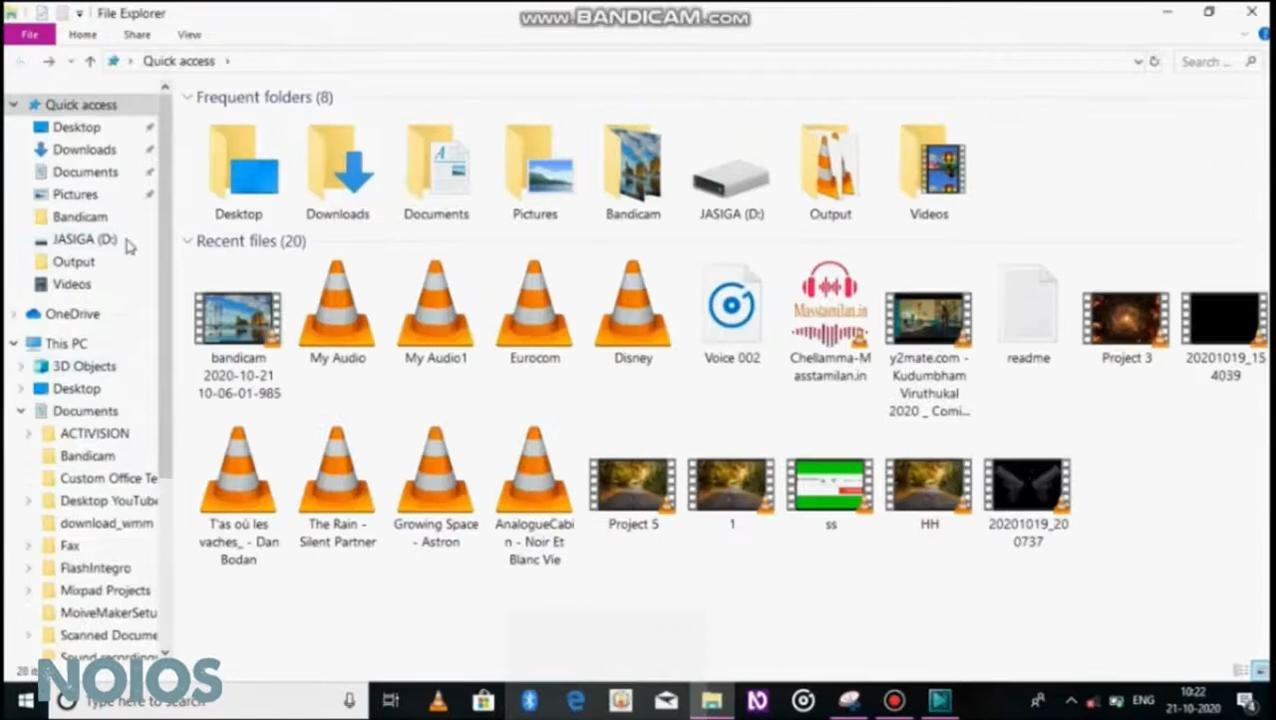 File Explorer
www.BANDICAM.com
File
Home
Share
View
Quick access
Search ...
Quick access
Desktop
Downloads
Documents
Pictures
Bandicam
JASIGA (D:)
Output
Videos
OneDrive
This PC
3D Objects
Desktop
Documents
ACTIVISION
Bandicam
Custom Office Te
Desktop YouTube
download_wmm
Fax
FlashIntegro
Mixpad Projects
MoiveMakerSetu
Scanned Docume
Sound recordings
Frequent folders (8)
Desktop
Downloads
Documents
Pictures
Bandicam
JASIGA (D:)
Output
Videos
Recent files (20)
bandicam
2020-10-21
10-06-01-985
My Audio
My Audio1
Eurocom
Disney
Voice 002
Masstamilan.in
Chellamma-M
asstamilan.in
y2mate.com -
Kudumbham
Viruthukal
2020 _ Comi...
readme
Project 3
20201019_15
4039
T'as où les
vaches_ - Dan
Bodan
The Rain -
Silent Partner
Growing Space
- Astron
AnalogueCabi
n - Noir Et
Blanc Vie
Project 5
1
ss
HH
20201019_20
0737
NOIOS
Type here to search
ENG
10:22
21-10-2020